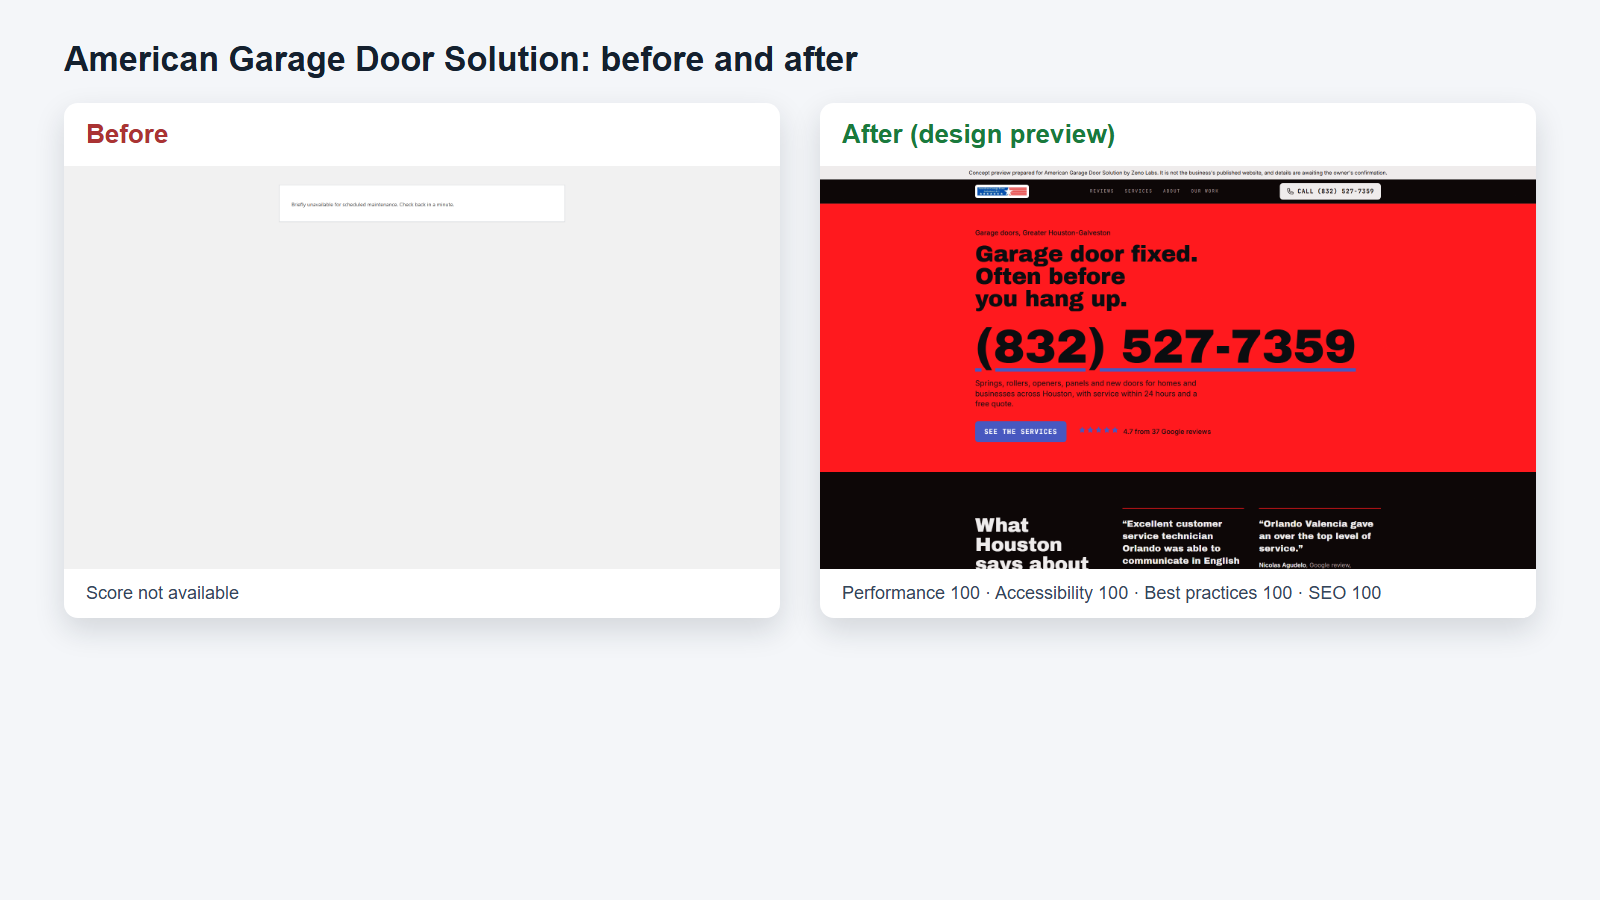 American Garage Door Solution: before and after
Before
Briefly unavailable for scheduled maintenance. Check back in a minute.
Score not available
After (design preview)
Concept preview prepared for American Garage Door Solution by Zeno Labs. It is not the business's published website, and details are awaiting the owner's confirmation.
REVIEWS SERVICES ABOUT OUR WORK
CALL (832) 527-7359
Garage doors, Greater Houston-Galveston
Garage door fixed.
Often before
you hang up.
(832) 527-7359
Springs, rollers, openers, panels and new doors for homes and
businesses across Houston, with service within 24 hours and a
free quote.
SEE THE SERVICES
4.7 from 37 Google reviews
What
Houston
says about
“Excellent customer
service technician
Orlando was able to
communicate in English
“Orlando Valencia gave
an over the top level of
service.”
Nicolas Agudelo, Google review,
Performance 100 · Accessibility 100 · Best practices 100 · SEO 100